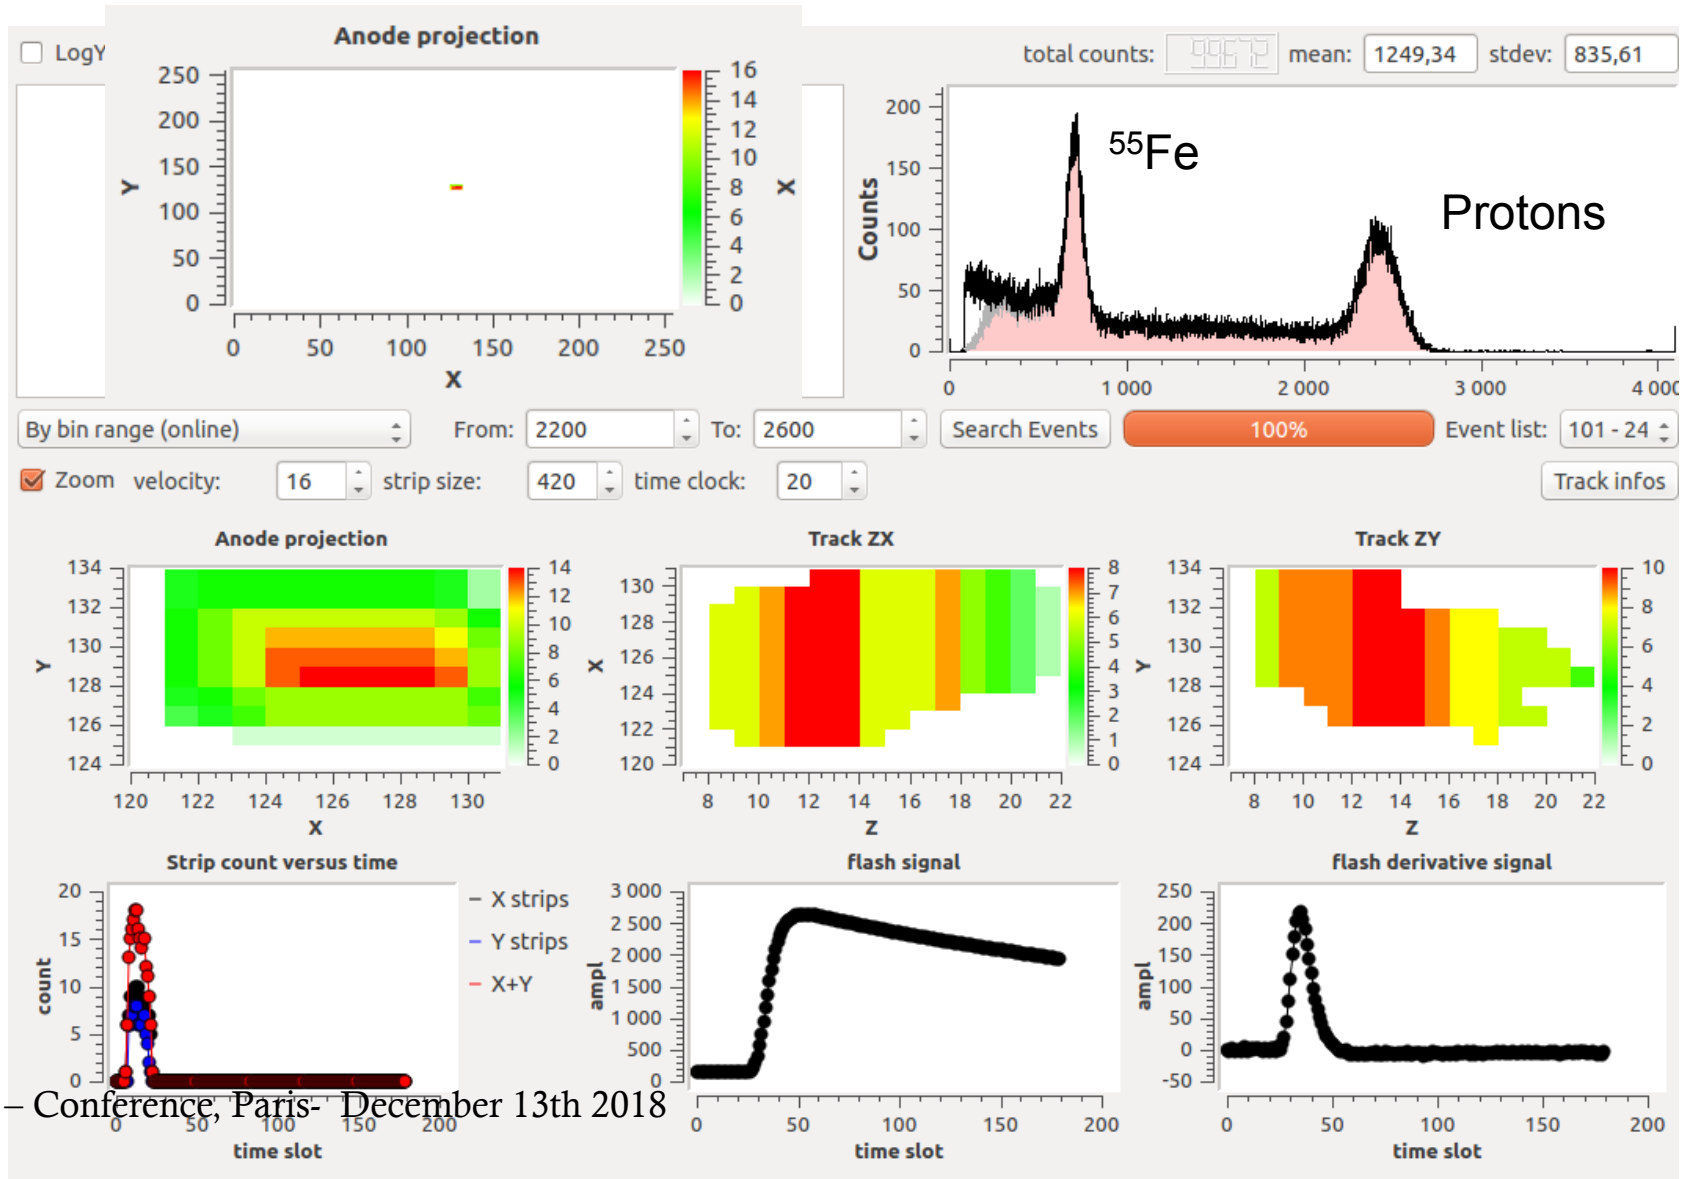 Anode projection
LogY
total counts: 99672 mean: 1249,34 stdev: 835,61
250
200
150
100
50
0
Y
0 50 100 150 200 250
X
16
14
12
10
8
6
4
2
0
X
200
150
100
50
0
Counts
55Fe
Protons
0 1 000 2 000 3 000 4 000
By bin range (online) From: 2200 To: 2600 Search Events 100% Event list: 101 - 24
Zoom velocity: 16 strip size: 420 time clock: 20 Track infos
Anode projection
134
132
130
128
126
124
Y
120 122 124 126 128 130
X
14
12
10
8
6
4
2
0
Track ZX
130
128
126
124
122
120
X
8 10 12 14 16 18 20 22
Z
8
7
6
5
4
3
2
1
0
Track ZY
134
132
130
128
126
124
Y
8 10 12 14 16 18 20 22
Z
10
8
6
4
2
0
Strip count versus time
20
15
10
5
0
count
X strips
Y strips
X+Y
0 50 100 150 200
time slot
flash signal
3 000
2 500
2 000
1 500
1 000
500
0
ampl
0 50 100 150 200
time slot
flash derivative signal
250
200
150
100
50
0
-50
ampl
0 50 100 150 200
time slot
– Conference, Paris- December 13th 2018